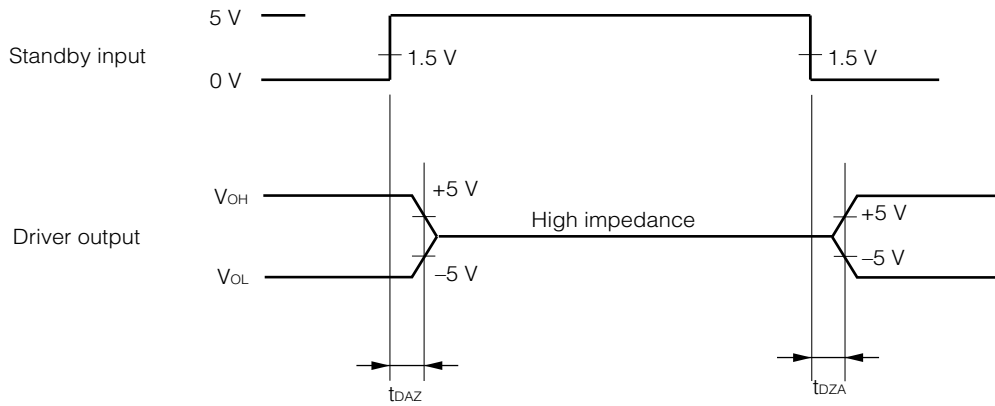 5 V
Standby input
1.5 V
1.5 V
0 V
VOH
+5 V
+5 V
High impedance
Driver output
–5 V
–5 V
VOL
tDAZ
tDZA